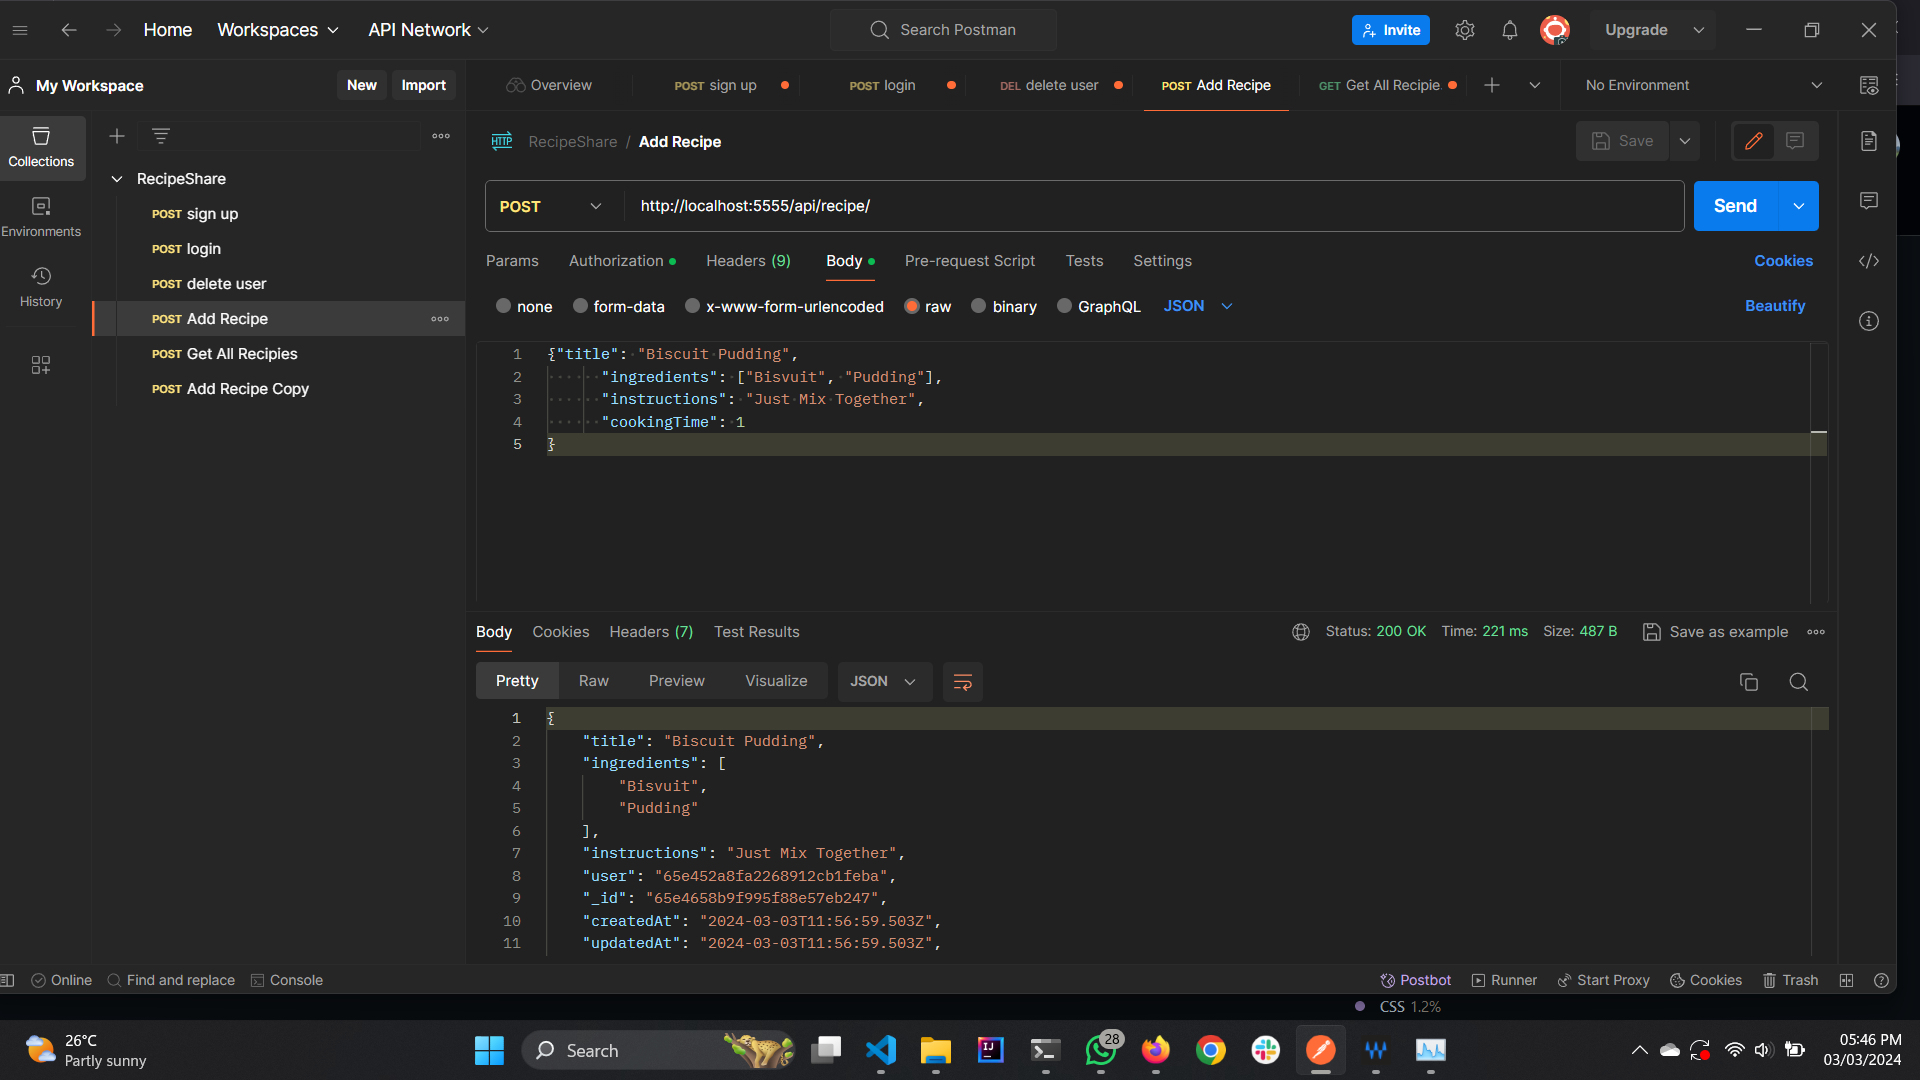 Home
Workspaces
API Network
Search Postman
Invite
Upgrade
My Workspace
New
Import
Overview
POST sign up
POST login
DEL delete user
POST Add Recipe
GET Get All Recipie
No Environment
Collections
Environments
History
RecipeShare
POST sign up
POST login
POST delete user
POST Add Recipe
POST Get All Recipies
POST Add Recipe Copy
HTTP
RecipeShare / Add Recipe
Save
POST
http://localhost:5555/api/recipe/
Send
Params
Authorization
Headers (9)
Body
Pre-request Script
Tests
Settings
Cookies
none
form-data
x-www-form-urlencoded
raw
binary
GraphQL
JSON
Beautify
1 {"title": "Biscuit Pudding",
2 "ingredients": ["Bisvuit", "Pudding"],
3 "instructions": "Just Mix Together",
4 "cookingTime": 1
5 }
Body
Cookies
Headers (7)
Test Results
Status: 200 OK
Time: 221 ms
Size: 487 B
Save as example
Pretty
Raw
Preview
Visualize
JSON
1 {
2 "title": "Biscuit Pudding",
3 "ingredients": [
4 "Bisvuit",
5 "Pudding"
6 ],
7 "instructions": "Just Mix Together",
8 "user": "65e452a8fa2268912cb1feba",
9 "_id": "65e4658b9f995f88e57eb247",
10 "createdAt": "2024-03-03T11:56:59.503Z",
11 "updatedAt": "2024-03-03T11:56:59.503Z",
Online
Find and replace
Console
Postbot
Runner
Start Proxy
Cookies
Trash
CSS 1.2%
26°C
Partly sunny
Search
IJ
28
05:46 PM
03/03/2024